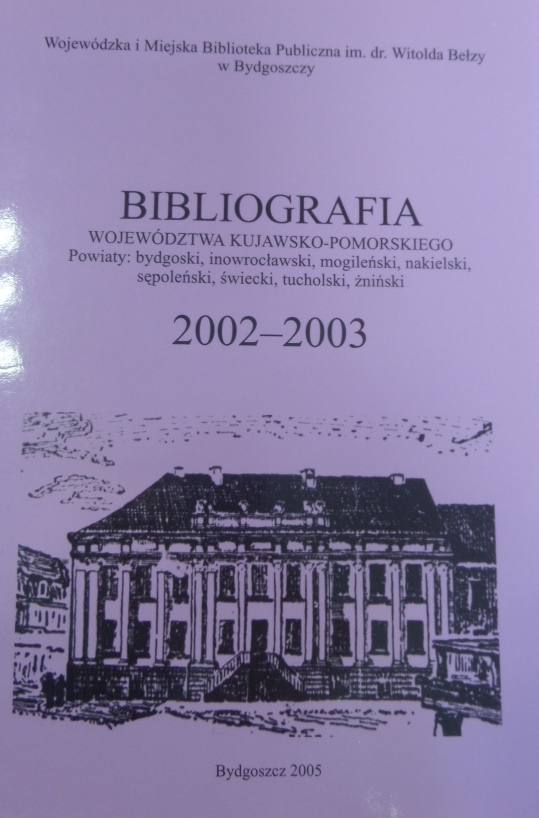 Wojewódzka i Miejska Biblioteka Publiczna im. dr. Witolda Bełzy
w Bydgoszczy
BIBLIOGRAFIA
WOJEWÓDZTWA KUJAWSKO-POMORSKIEGO
Powiaty: bydgoski, inowrocławski, mogileński, nakielski,
sępoleński, świecki, tucholski, żniński
2002–2003
Bydgoszcz 2005